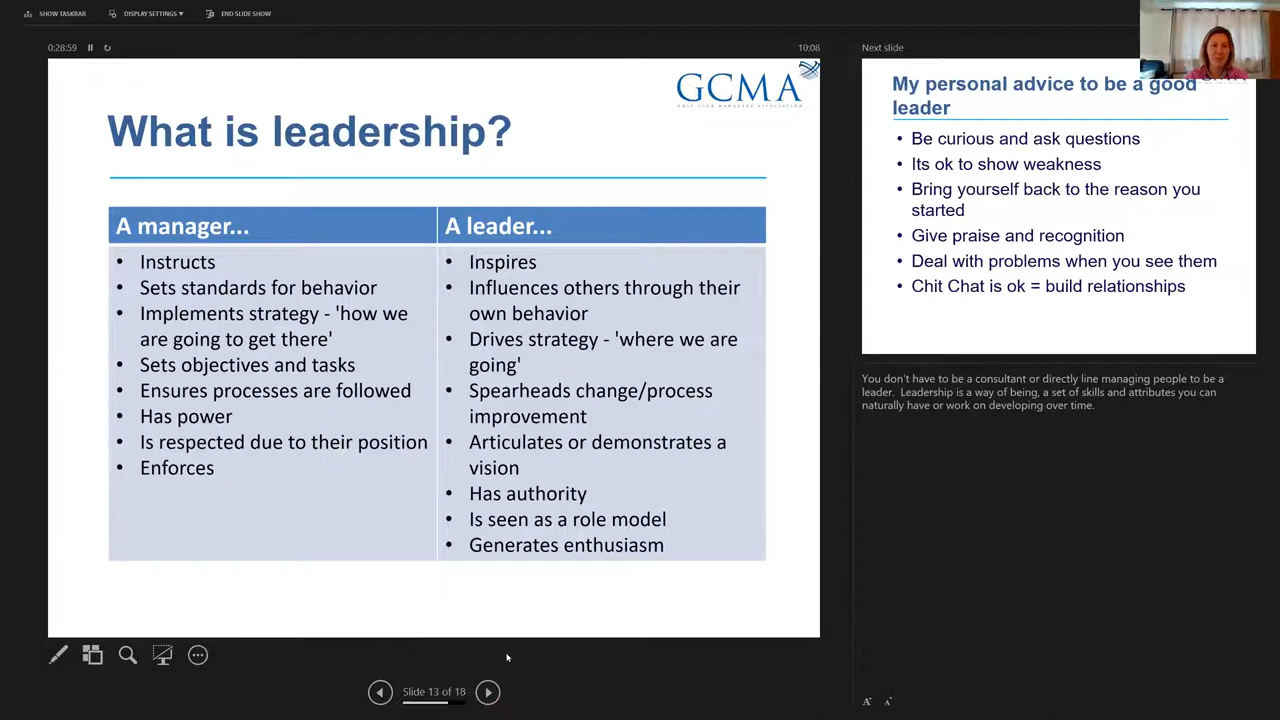 SHOW TASKBAR
DISPLAY SETTINGS ▾
END SLIDE SHOW
0:28:59
10:08
GCMA
GOLF CLUB MANAGERS ASSOCIATION
What is leadership?
A manager...
• Instructs
• Sets standards for behavior
• Implements strategy - 'how we
are going to get there'
• Sets objectives and tasks
• Ensures processes are followed
• Has power
• Is respected due to their position
• Enforces
A leader...
• Inspires
• Influences others through their
own behavior
• Drives strategy - 'where we are
going'
• Spearheads change/process
improvement
• Articulates or demonstrates a
vision
• Has authority
• Is seen as a role model
• Generates enthusiasm
Slide 13 of 18
Next slide
My personal advice to be a good
leader
• Be curious and ask questions
• Its ok to show weakness
• Bring yourself back to the reason you
started
• Give praise and recognition
• Deal with problems when you see them
• Chit Chat is ok = build relationships
You don't have to be a consultant or directly line managing people to be a
leader.  Leadership is a way of being, a set of skills and attributes you can
naturally have or work on developing over time.
A A